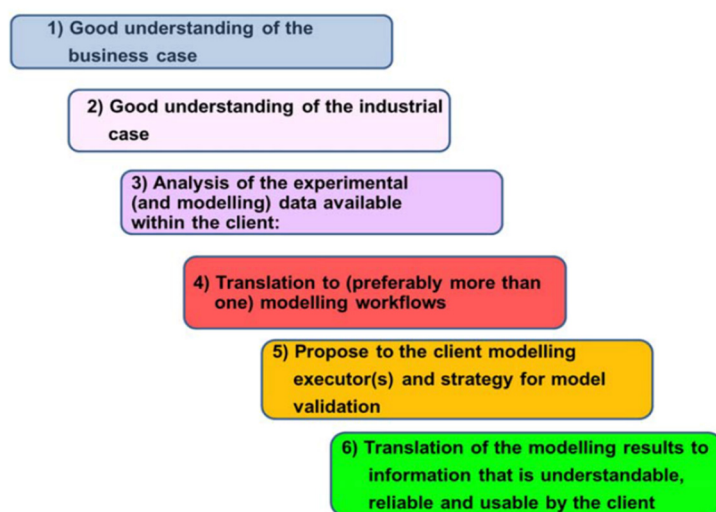 1) Good understanding of the
business case
2) Good understanding of the industrial
case
3) Analysis of the experimental
(and modelling) data available
within the client:
4) Translation to (preferably more than
one) modelling workflows
5) Propose to the client modelling
executor(s) and strategy for model
validation
6) Translation of the modelling results to
information that is understandable,
reliable and usable by the client